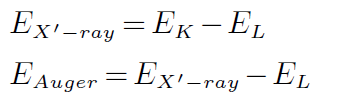 E_{X'-ray} = E_K - E_L
E_{Auger} = E_{X'-ray} - E_L